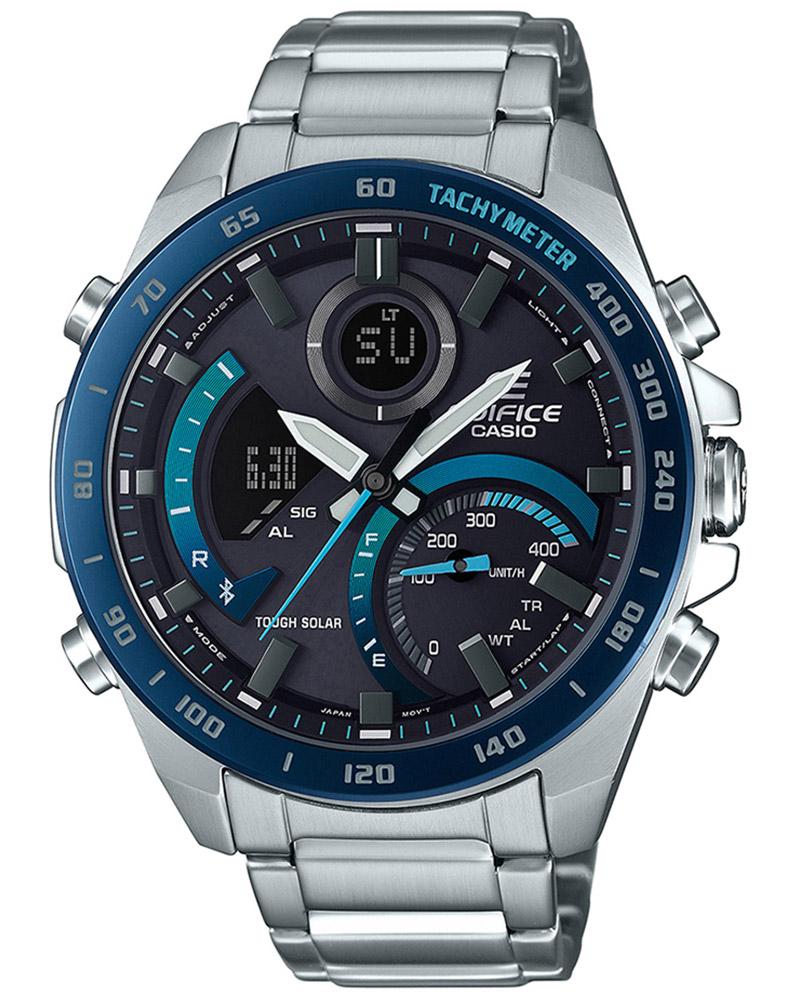 60
TACHYMETER
65
400
70
300
80
240
90
180
100
140
120
ADJUST
LIGHT
LT
SU
CONNECT
EDIFICE
CASIO
6:30
SIG
AL
R
F
300
200
400
100
UNIT/H
TR
AL
WT
0
E
TOUGH SOLAR
MODE
START/LAP
JAPAN MOV'T